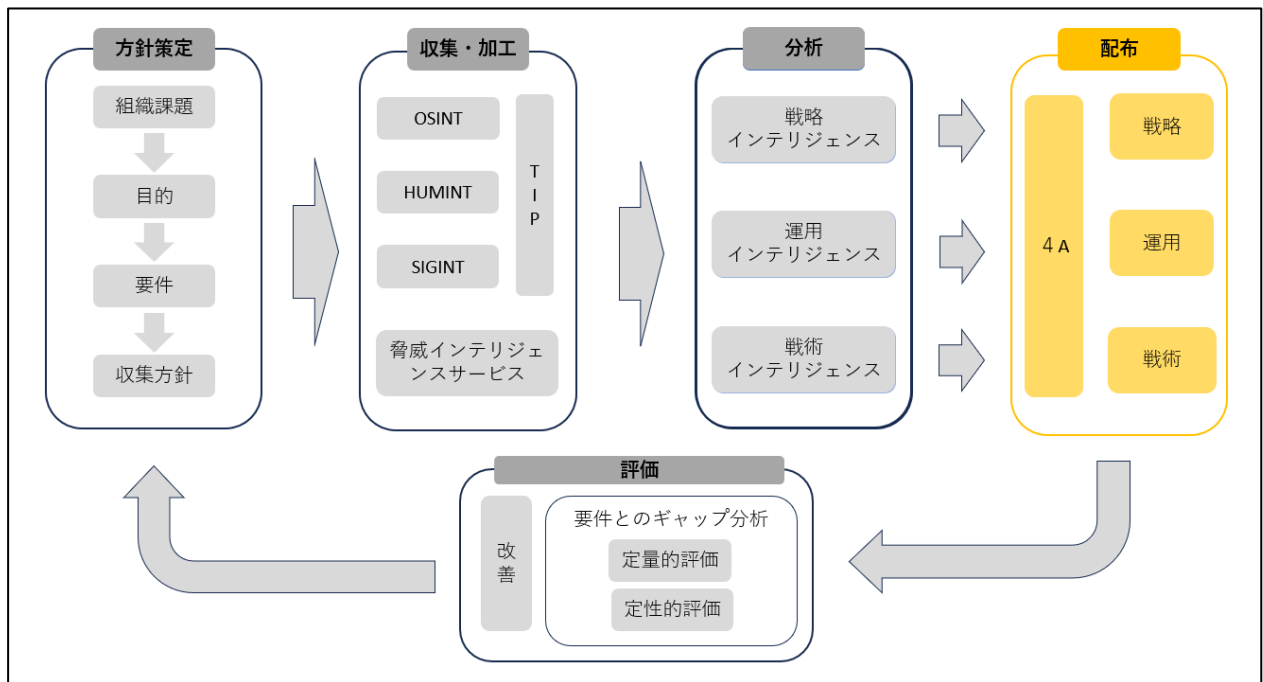 方針策定
組織課題
目的
要件
収集方針
収集・加工
OSINT
HUMINT
SIGINT
TIP
脅威インテリジェ
ンスサービス
分析
戦略
インテリジェンス
運用
インテリジェンス
戦術
インテリジェンス
配布
4A
戦略
運用
戦術
評価
改善
要件とのギャップ分析
定量的評価
定性的評価